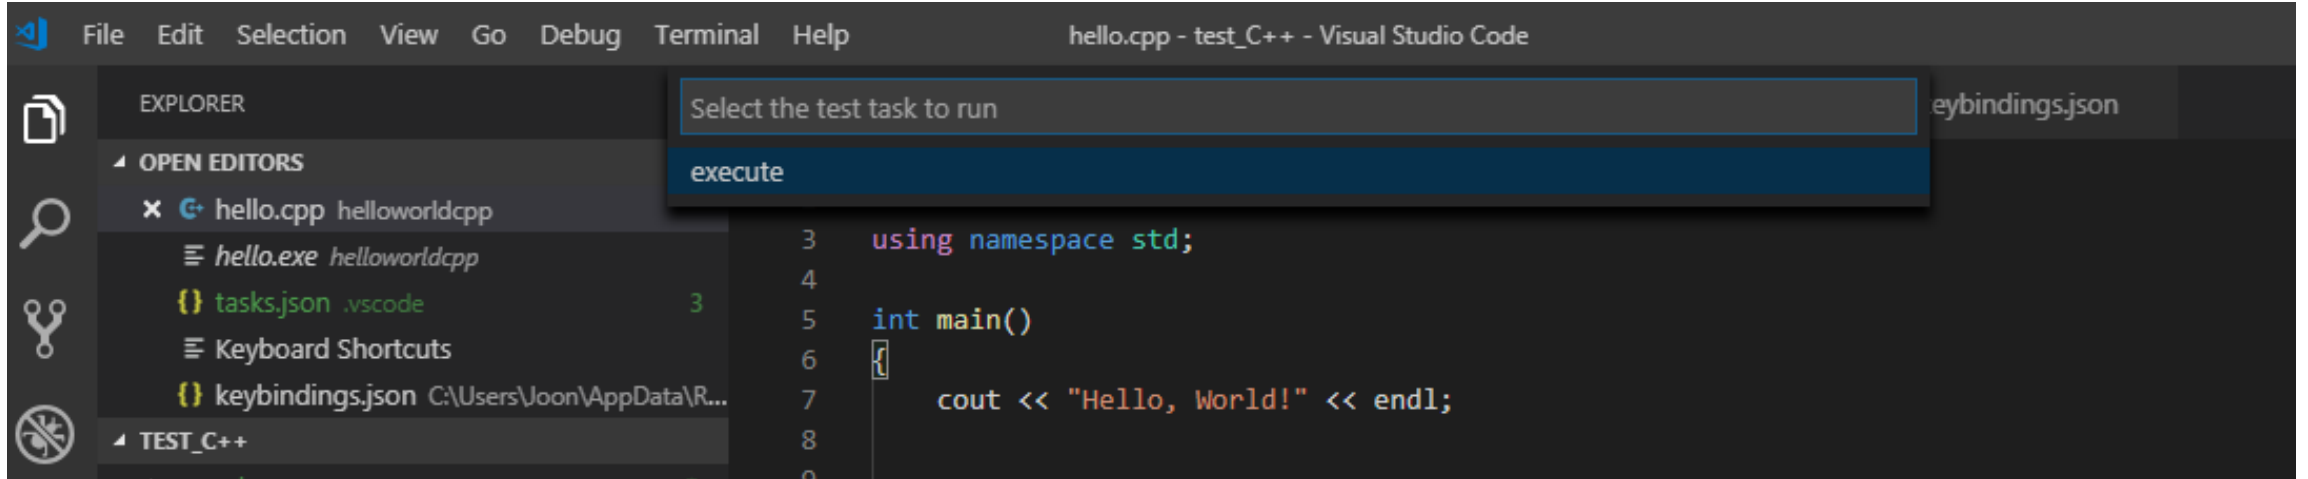 File Edit Selection View Go Debug Terminal Help hello.cpp - test_C++ - Visual Studio Code
EXPLORER
OPEN EDITORS
hello.cpp helloworldcpp
hello.exe helloworldcpp
{} tasks.json .vscode 3
Keyboard Shortcuts
{} keybindings.json C:\Users\Joon\AppData\R...
TEST_C++
Select the test task to run
execute
eybindings.json
3 using namespace std;
4
5 int main()
6 {
7 cout << "Hello, World!" << endl;
8